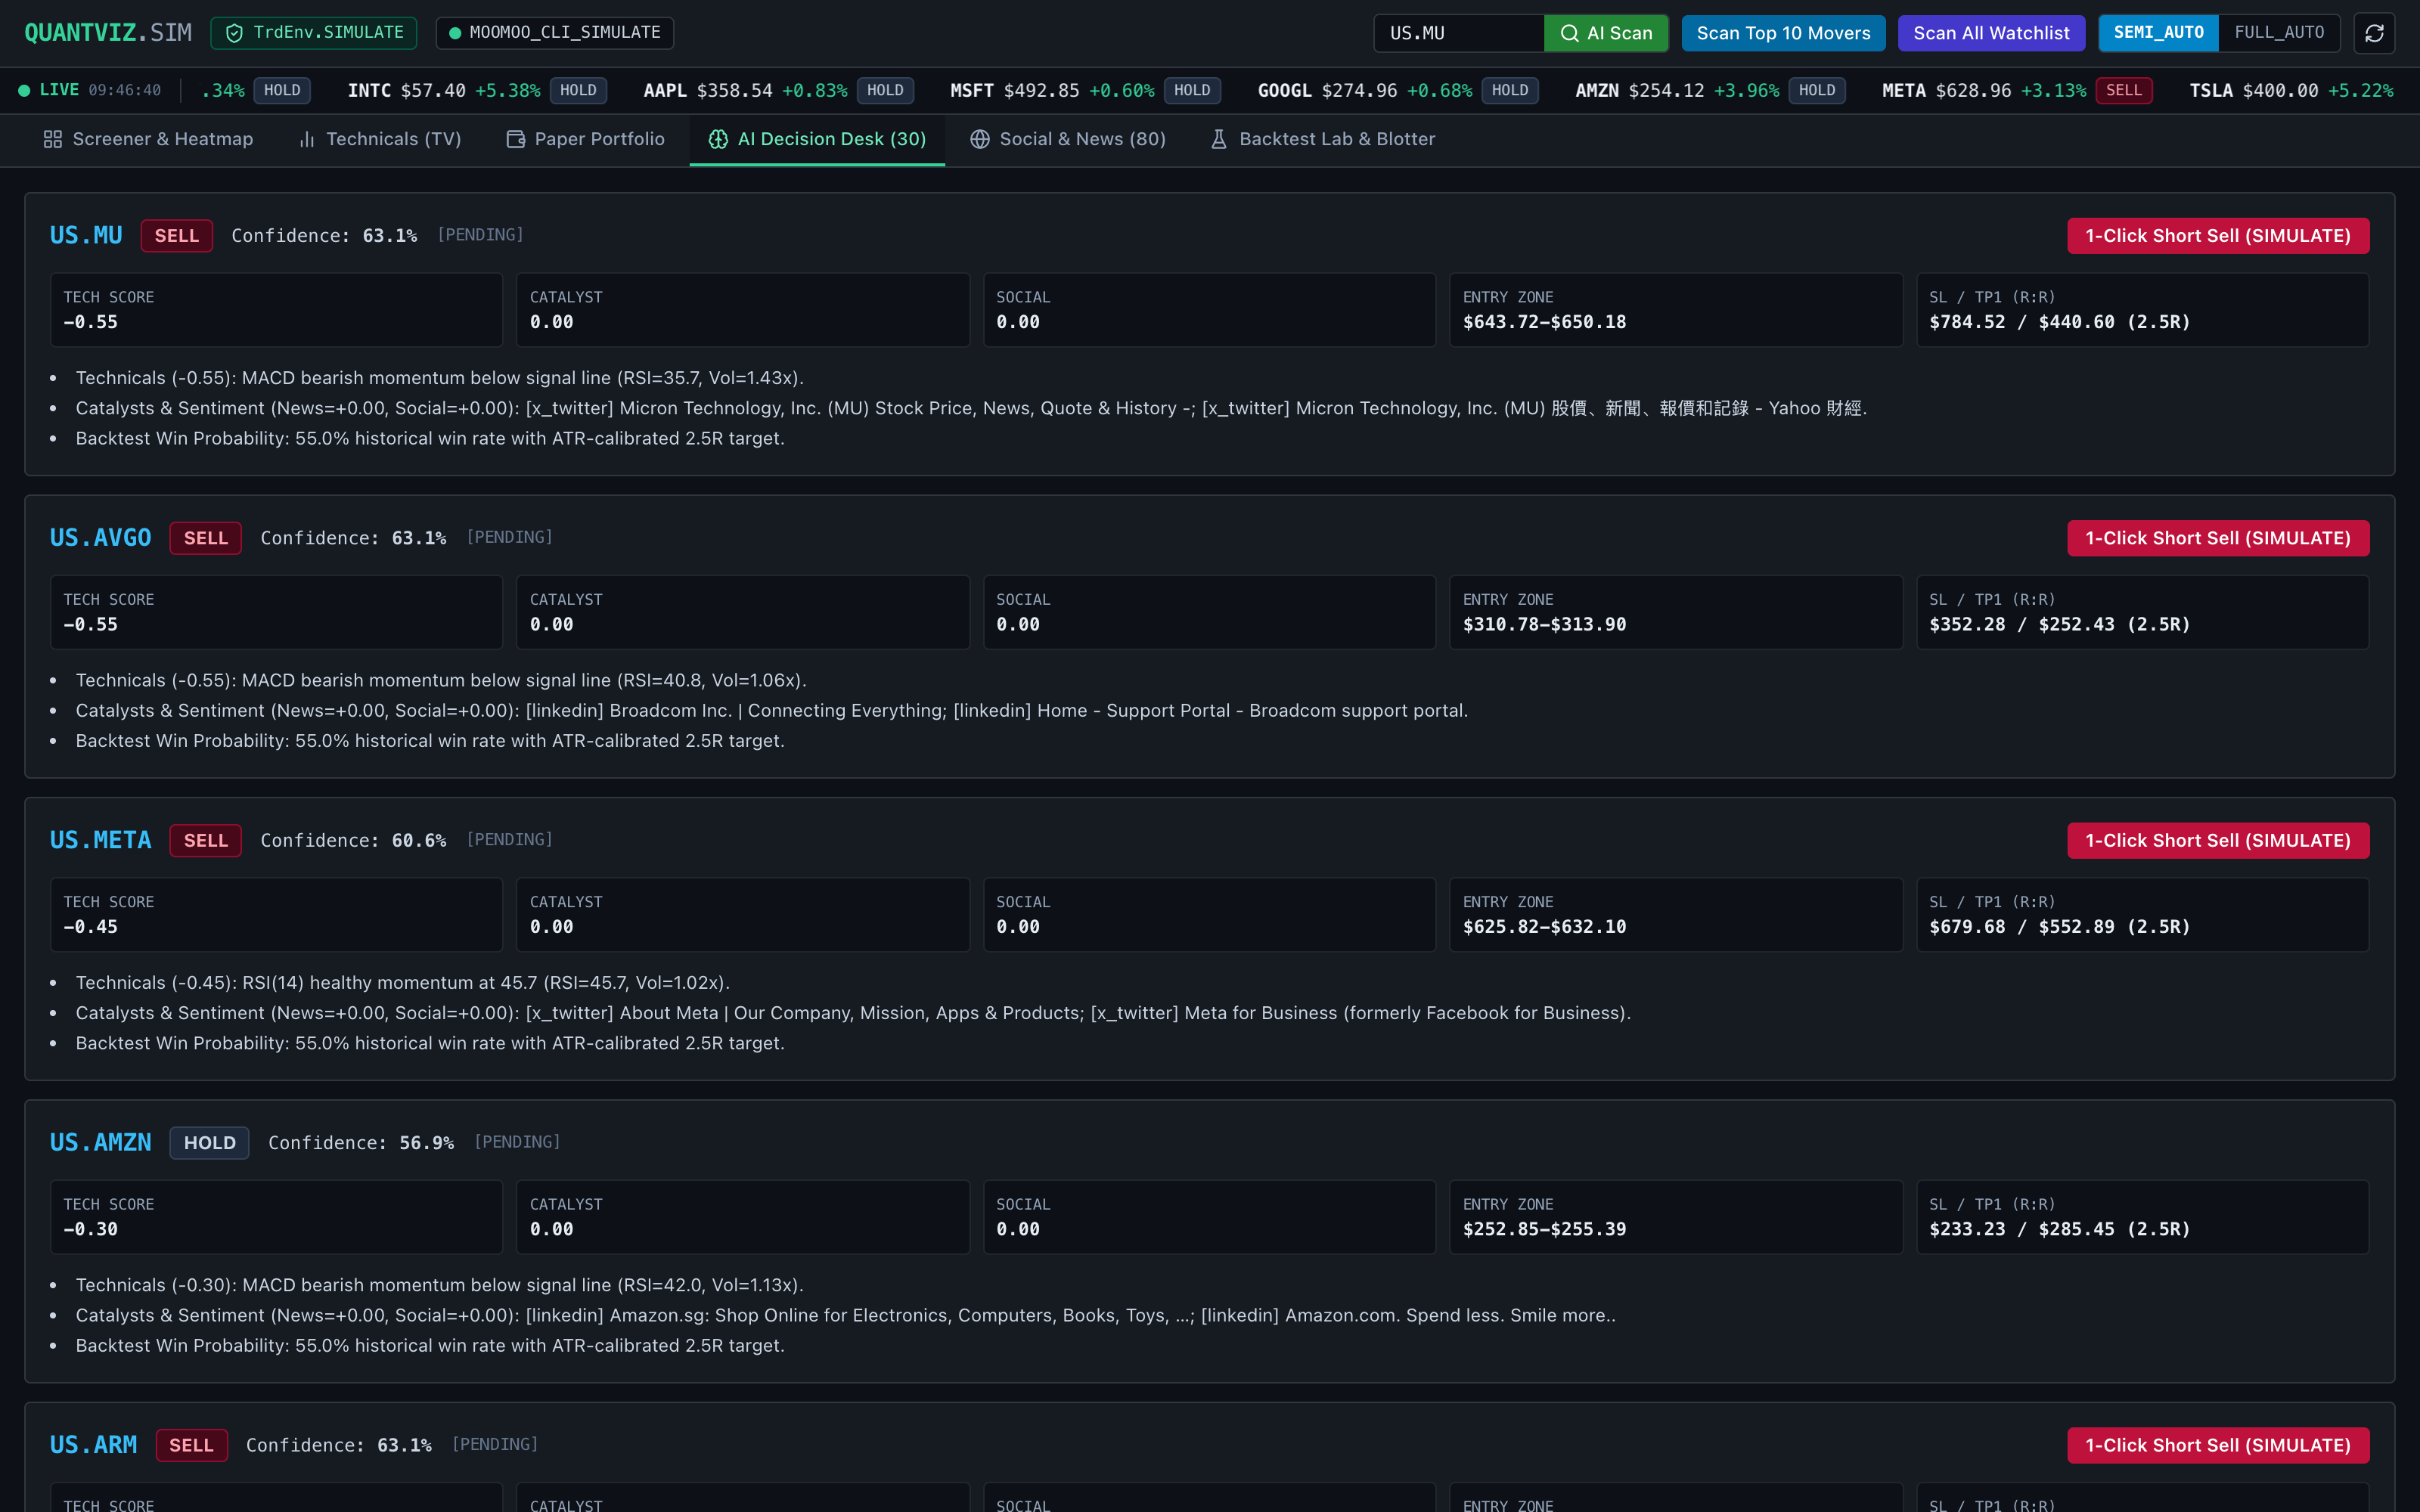 QUANTVIZ.SIM TrdEnv.SIMULATE MOOMOO_CLI_SIMULATE US.MU AI Scan Scan Top 10 Movers Scan All Watchlist SEMI_AUTO FULL_AUTO
LIVE 09:46:40 .34% HOLD INTC $57.40 +5.38% HOLD AAPL $358.54 +0.83% HOLD MSFT $492.85 +0.60% HOLD GOOGL $274.96 +0.68% HOLD AMZN $254.12 +3.96% HOLD META $628.96 +3.13% SELL TSLA $400.00 +5.22%
Screener & Heatmap Technicals (TV) Paper Portfolio AI Decision Desk (30) Social & News (80) Backtest Lab & Blotter
US.MU SELL Confidence: 63.1% [PENDING] 1-Click Short Sell (SIMULATE)
TECH SCORE CATALYST SOCIAL ENTRY ZONE SL / TP1 (R:R)
−0.55 0.00 0.00 $643.72–$650.18 $784.52 / $440.60 (2.5R)
• Technicals (-0.55): MACD bearish momentum below signal line (RSI=35.7, Vol=1.43x).
• Catalysts & Sentiment (News=+0.00, Social=+0.00): [x_twitter] Micron Technology, Inc. (MU) Stock Price, News, Quote & History -; [x_twitter] Micron Technology, Inc. (MU) 股價、新聞、報價和記錄 - Yahoo 財經.
• Backtest Win Probability: 55.0% historical win rate with ATR-calibrated 2.5R target.
US.AVGO SELL Confidence: 63.1% [PENDING] 1-Click Short Sell (SIMULATE)
TECH SCORE CATALYST SOCIAL ENTRY ZONE SL / TP1 (R:R)
−0.55 0.00 0.00 $310.78–$313.90 $352.28 / $252.43 (2.5R)
• Technicals (-0.55): MACD bearish momentum below signal line (RSI=40.8, Vol=1.06x).
• Catalysts & Sentiment (News=+0.00, Social=+0.00): [linkedin] Broadcom Inc. | Connecting Everything; [linkedin] Home - Support Portal - Broadcom support portal.
• Backtest Win Probability: 55.0% historical win rate with ATR-calibrated 2.5R target.
US.META SELL Confidence: 60.6% [PENDING] 1-Click Short Sell (SIMULATE)
TECH SCORE CATALYST SOCIAL ENTRY ZONE SL / TP1 (R:R)
−0.45 0.00 0.00 $625.82–$632.10 $679.68 / $552.89 (2.5R)
• Technicals (-0.45): RSI(14) healthy momentum at 45.7 (RSI=45.7, Vol=1.02x).
• Catalysts & Sentiment (News=+0.00, Social=+0.00): [x_twitter] About Meta | Our Company, Mission, Apps & Products; [x_twitter] Meta for Business (formerly Facebook for Business).
• Backtest Win Probability: 55.0% historical win rate with ATR-calibrated 2.5R target.
US.AMZN HOLD Confidence: 56.9% [PENDING]
TECH SCORE CATALYST SOCIAL ENTRY ZONE SL / TP1 (R:R)
−0.30 0.00 0.00 $252.85–$255.39 $233.23 / $285.45 (2.5R)
• Technicals (-0.30): MACD bearish momentum below signal line (RSI=42.0, Vol=1.13x).
• Catalysts & Sentiment (News=+0.00, Social=+0.00): [linkedin] Amazon.sg: Shop Online for Electronics, Computers, Books, Toys, ...; [linkedin] Amazon.com. Spend less. Smile more..
• Backtest Win Probability: 55.0% historical win rate with ATR-calibrated 2.5R target.
US.ARM SELL Confidence: 63.1% [PENDING] 1-Click Short Sell (SIMULATE)
TECH SCORE CATALYST SOCIAL ENTRY ZONE SL / TP1 (R:R)